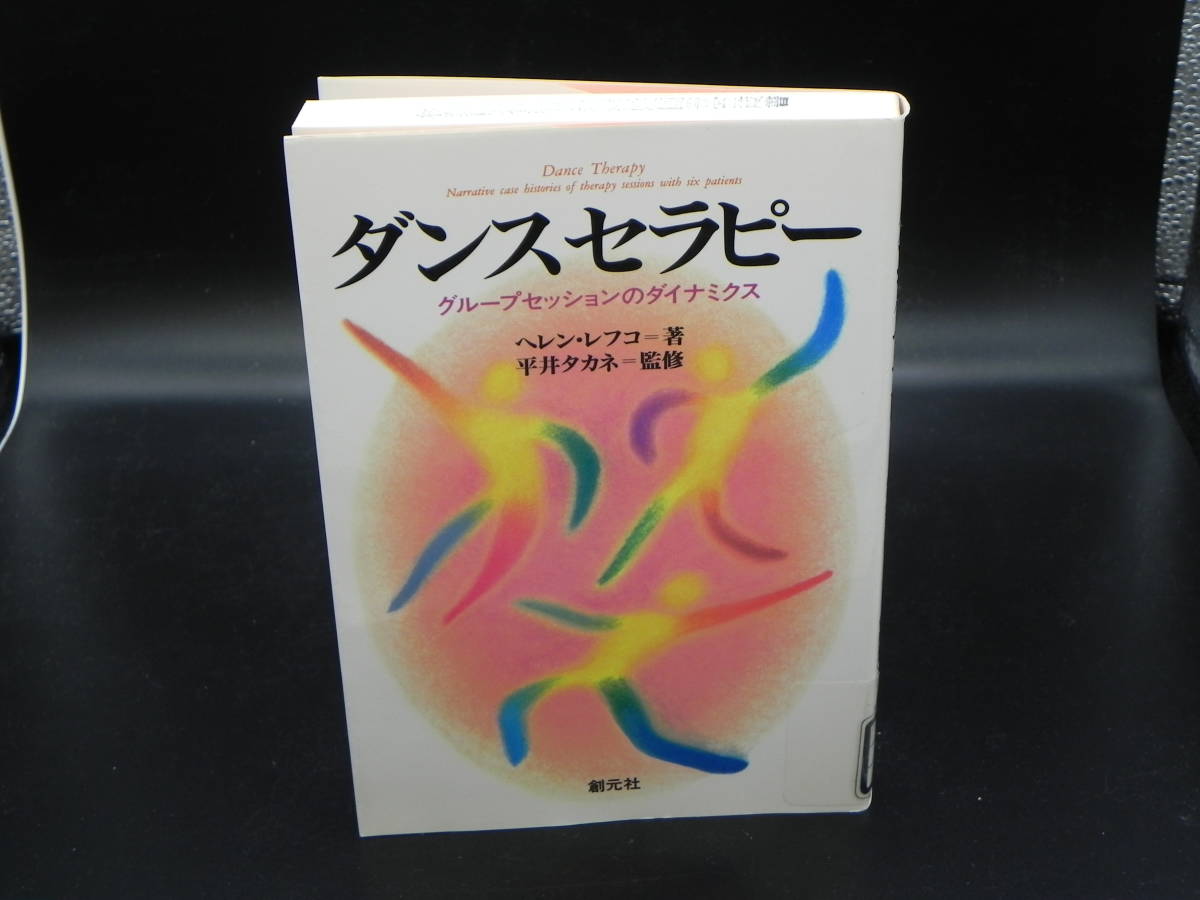 Dance Therapy
Narrative case histories of therapy sessions with six patients
ダンスセラピー
グループセッションのダイナミクス
ヘレン・レフコ=著
平井タカネ=監修
創元社